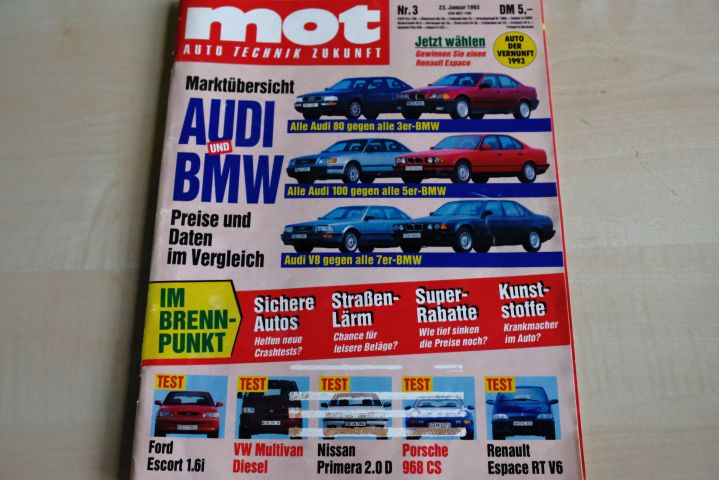 mot
AUTO TECHNIK ZUKUNFT
Nr. 3
23. Januar 1993
DM 5,-
Jetzt wählen
Gewinnen Sie einen
Renault Espace
AUTO
DER
VERNUNFT
1993
Marktübersicht
AUDI
UND
BMW
Preise und
Daten
im Vergleich
Alle Audi 80 gegen alle 3er-BMW
Alle Audi 100 gegen alle 5er-BMW
Audi V8 gegen alle 7er-BMW
IM
BRENN-
PUNKT
Sichere
Autos
Helfen neue
Crashtests?
Straßen-
Lärm
Chance für
leisere Beläge?
Super-
Rabatte
Wie tief sinken
die Preise noch?
Kunst-
stoffe
Krankmacher
im Auto?
TEST
Ford
Escort 1.6i
TEST
VW Multivan
Diesel
TEST
Nissan
Primera 2.0 D
TEST
Porsche
968 CS
TEST
Renault
Espace RT V6